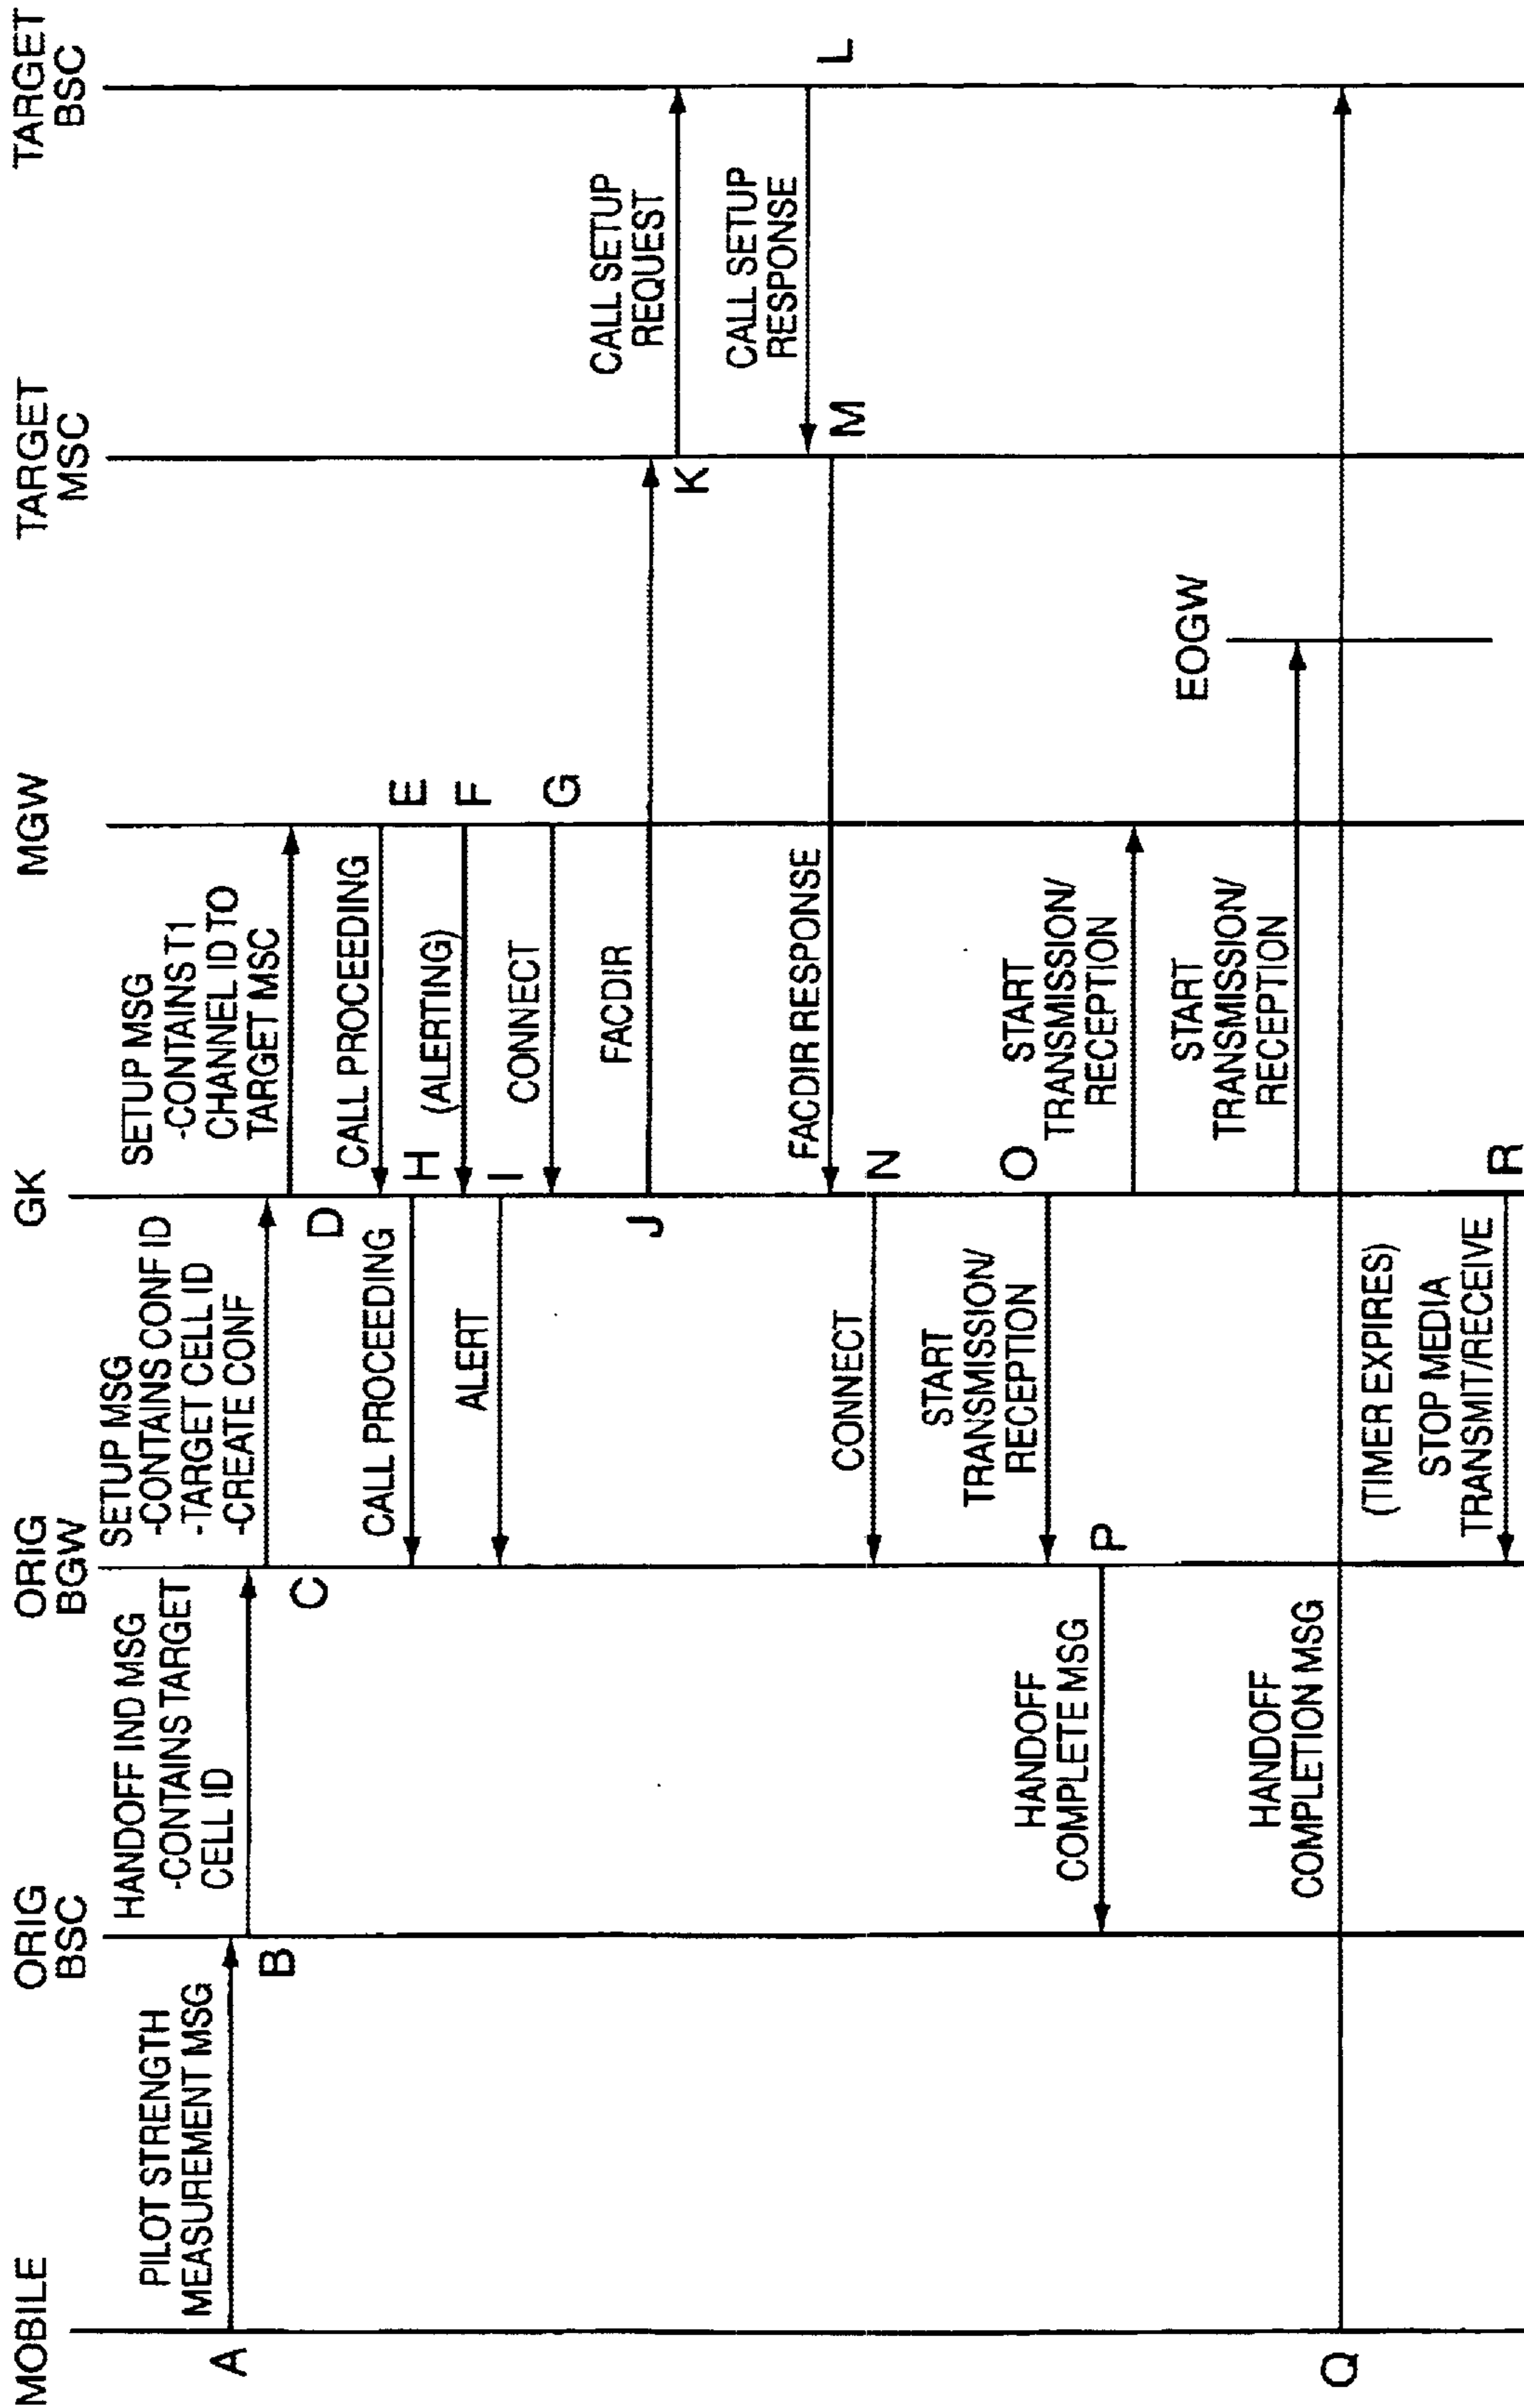 MOBILE
ORIG
BSC
ORIG
BGW
GK
MGW
TARGET
MSC
TARGET
BSC
A
PILOT STRENGTH
MEASUREMENT MSG
B
HANDOFF IND MSG
-CONTAINS TARGET
CELL ID
C
SETUP MSG
-CONTAINS CONF ID
-TARGET CELL ID
-CREATE CONF
D
SETUP MSG
-CONTAINS T1
CHANNEL ID TO
TARGET MSC
CALL PROCEEDING
E
H
CALL PROCEEDING
(ALERTING)
F
I
ALERT
CONNECT
G
J
FACDIR
K
CALL SETUP
REQUEST
CALL SETUP
RESPONSE
L
M
FACDIR RESPONSE
N
CONNECT
O
START
TRANSMISSION/
RECEPTION
START
TRANSMISSION/
RECEPTION
P
HANDOFF
COMPLETE MSG
START
TRANSMISSION/
RECEPTION
EOGW
Q
HANDOFF
COMPLETION MSG
(TIMER EXPIRES)
STOP MEDIA
TRANSMIT/RECEIVE
R